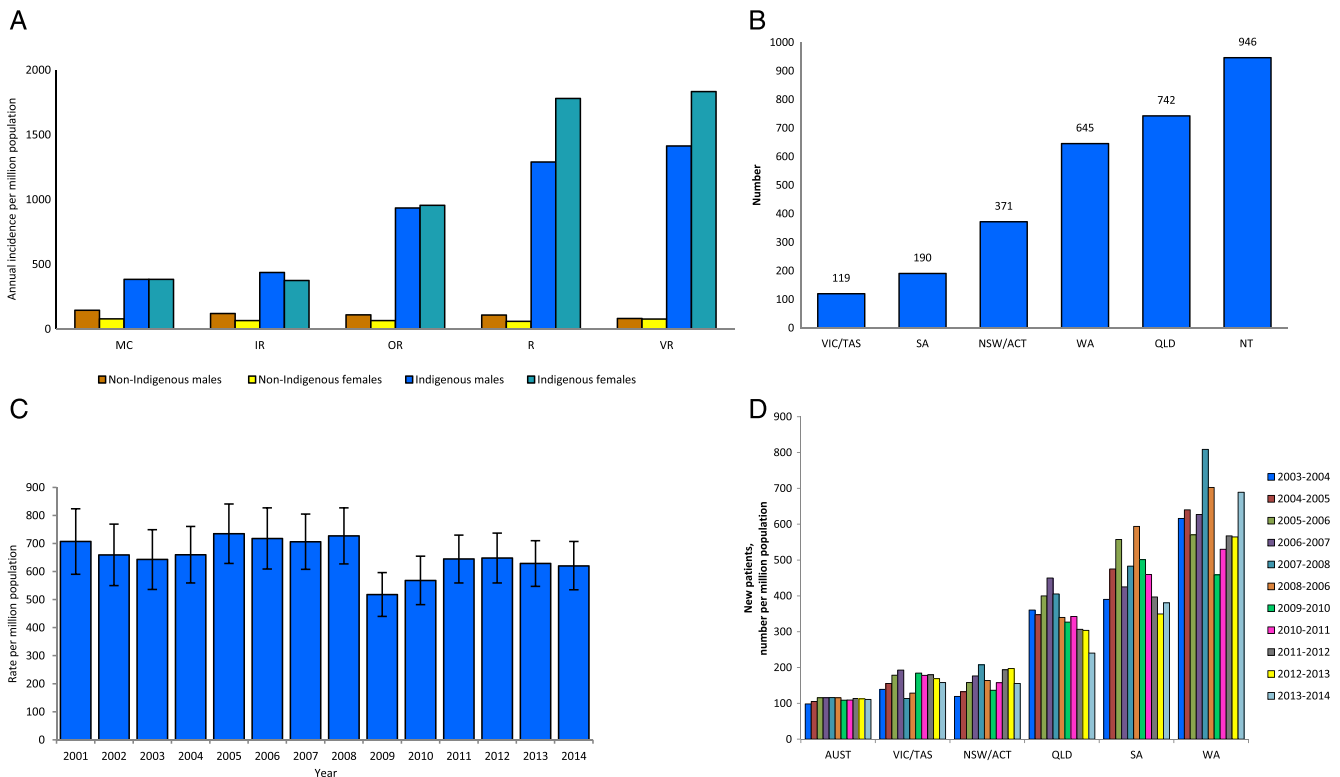 A
Annual incidence per million population
2000
1500
1000
500
0
MC IR OR R VR
Non-Indigenous males Non-Indigenous females Indigenous males Indigenous females
B
Number
1000
900
800
700
600
500
400
300
200
100
0
119 190 371 645 742 946
VIC/TAS SA NSW/ACT WA QLD NT
C
Rate per million population
900
800
700
600
500
400
300
200
100
0
2001 2002 2003 2004 2005 2006 2007 2008 2009 2010 2011 2012 2013 2014
Year
D
New patients,
number per million population
900
800
700
600
500
400
300
200
100
0
AUST VIC/TAS NSW/ACT QLD SA WA
2003-2004
2004-2005
2005-2006
2006-2007
2007-2008
2008-2006
2009-2010
2010-2011
2011-2012
2012-2013
2013-2014